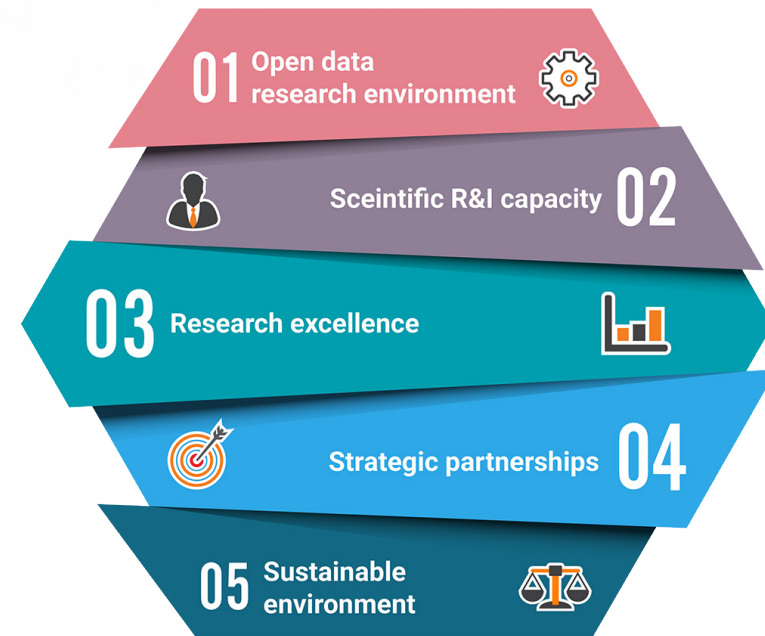 01 Open data
research environment
Sceintific R&I capacity 02
03 Research excellence
Strategic partnerships 04
05 Sustainable
environment